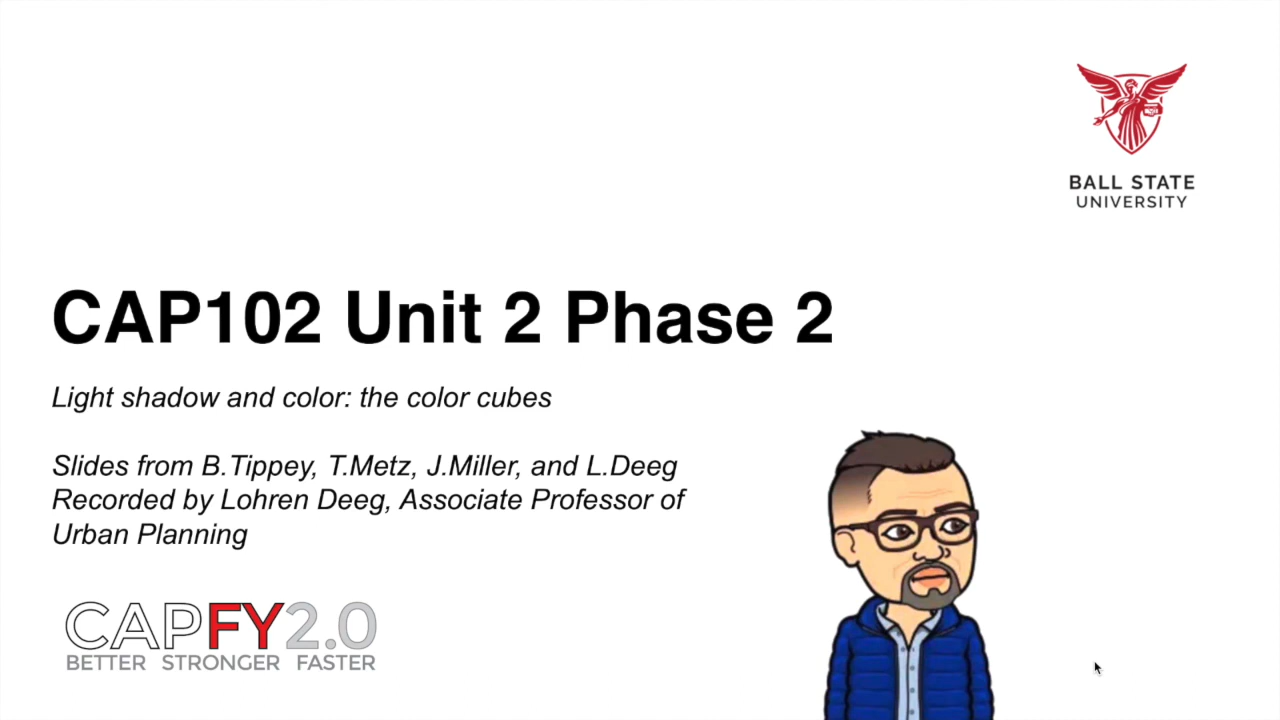 BALL STATE
UNIVERSITY
CAP102 Unit 2 Phase 2
Light shadow and color: the color cubes
Slides from B.Tippey, T.Metz, J.Miller, and L.Deeg
Recorded by Lohren Deeg, Associate Professor of
Urban Planning
CAPFY2.0
BETTER STRONGER FASTER